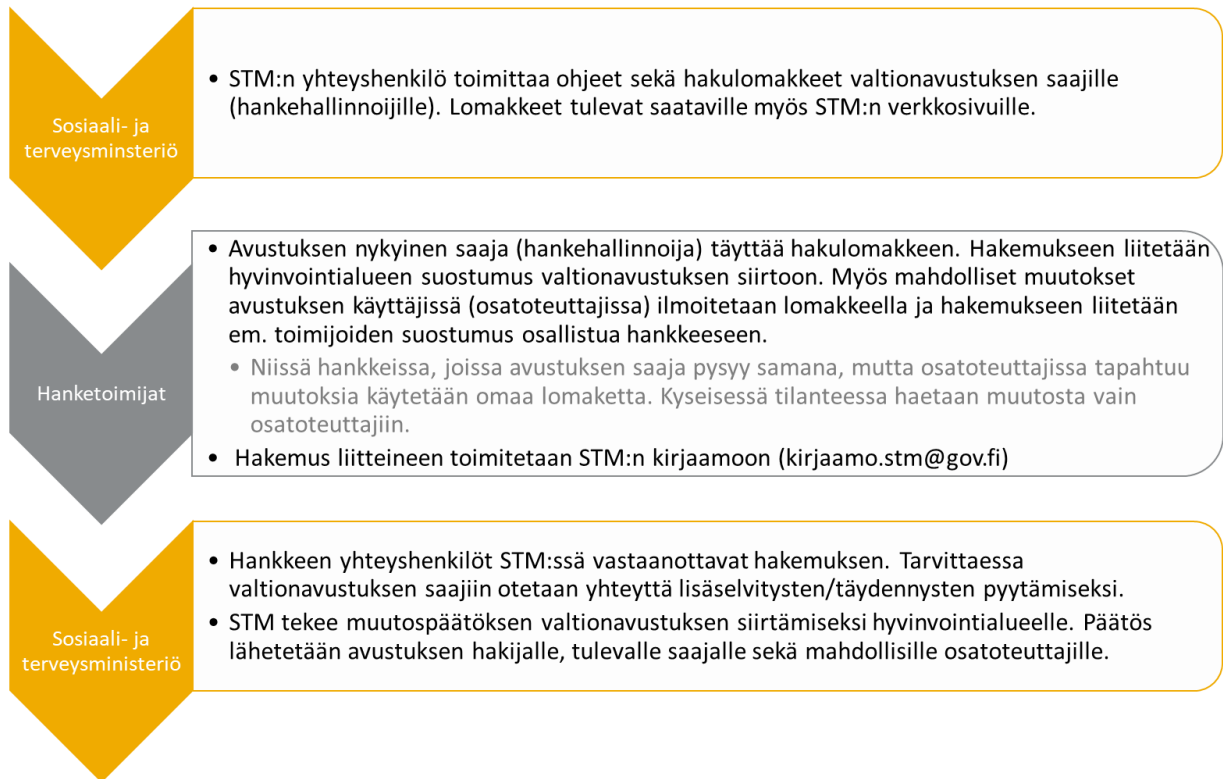 Sosiaali- ja
terveysminsteriö
• STM:n yhteyshenkilö toimittaa ohjeet sekä hakulomakkeet valtionavustuksen saajille
(hankehallinnoijille). Lomakkeet tulevat saataville myös STM:n verkkosivuille.
Hanketoimijat
• Avustuksen nykyinen saaja (hankehallinnoija) täyttää hakulomakkeen. Hakemukseen liitetään
hyvinvointialueen suostumus valtionavustuksen siirtoon. Myös mahdolliset muutokset
avustuksen käyttäjissä (osatoteuttajissa) ilmoitetaan lomakkeella ja hakemukseen liitetään
em. toimijoiden suostumus osallistua hankkeeseen.
• Niissä hankkeissa, joissa avustuksen saaja pysyy samana, mutta osatoteuttajissa tapahtuu
muutoksia käytetään omaa lomaketta. Kyseisessä tilanteessa haetaan muutosta vain
osatoteuttajiin.
• Hakemus liitteineen toimitetaan STM:n kirjaamoon (kirjaamo.stm@gov.fi)
Sosiaali- ja
terveysministeriö
• Hankkeen yhteyshenkilöt STM:ssä vastaanottavat hakemuksen. Tarvittaessa
valtionavustuksen saajiin otetaan yhteyttä lisäselvitysten/täydennysten pyytämiseksi.
• STM tekee muutospäätöksen valtionavustuksen siirtämiseksi hyvinvointialueelle. Päätös
lähetetään avustuksen hakijalle, tulevalle saajalle sekä mahdollisille osatoteuttajille.